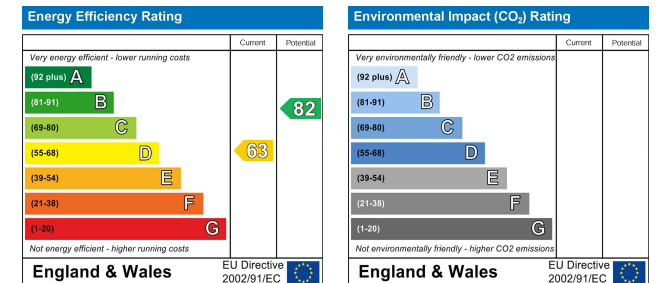 Energy Efficiency Rating
Current Potential
Very energy efficient - lower running costs
(92 plus) A
(81-91) B
82
(69-80) C
(55-68) D
63
(39-54) E
(21-38) F
(1-20) G
Not energy efficient - higher running costs
England & Wales
EU Directive
2002/91/EC
Environmental Impact (CO₂) Rating
Current Potential
Very environmentally friendly - lower CO2 emissions
(92 plus) A
(81-91) B
(69-80) C
(55-68) D
(39-54) E
(21-38) F
(1-20) G
Not environmentally friendly - higher CO2 emissions
England & Wales
EU Directive
2002/91/EC